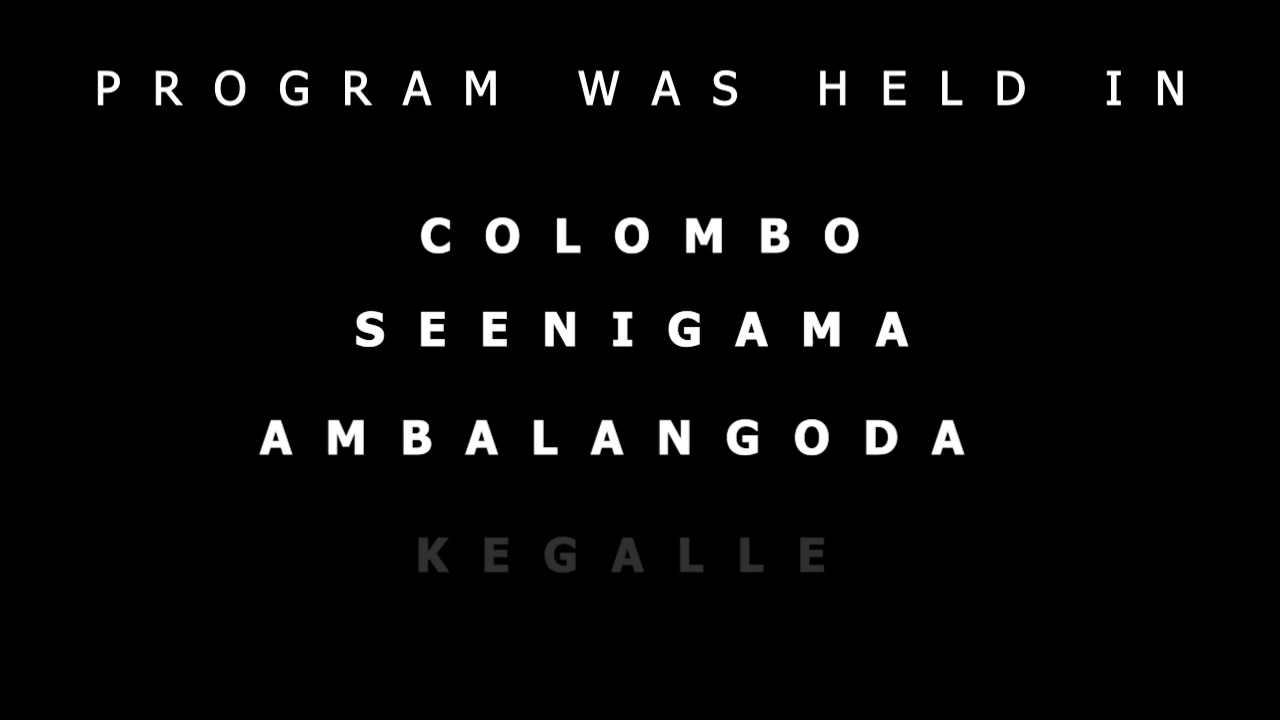 PROGRAM WAS HELD IN
COLOMBO
SEENIGAMA
AMBALANGODA
KEGALLE